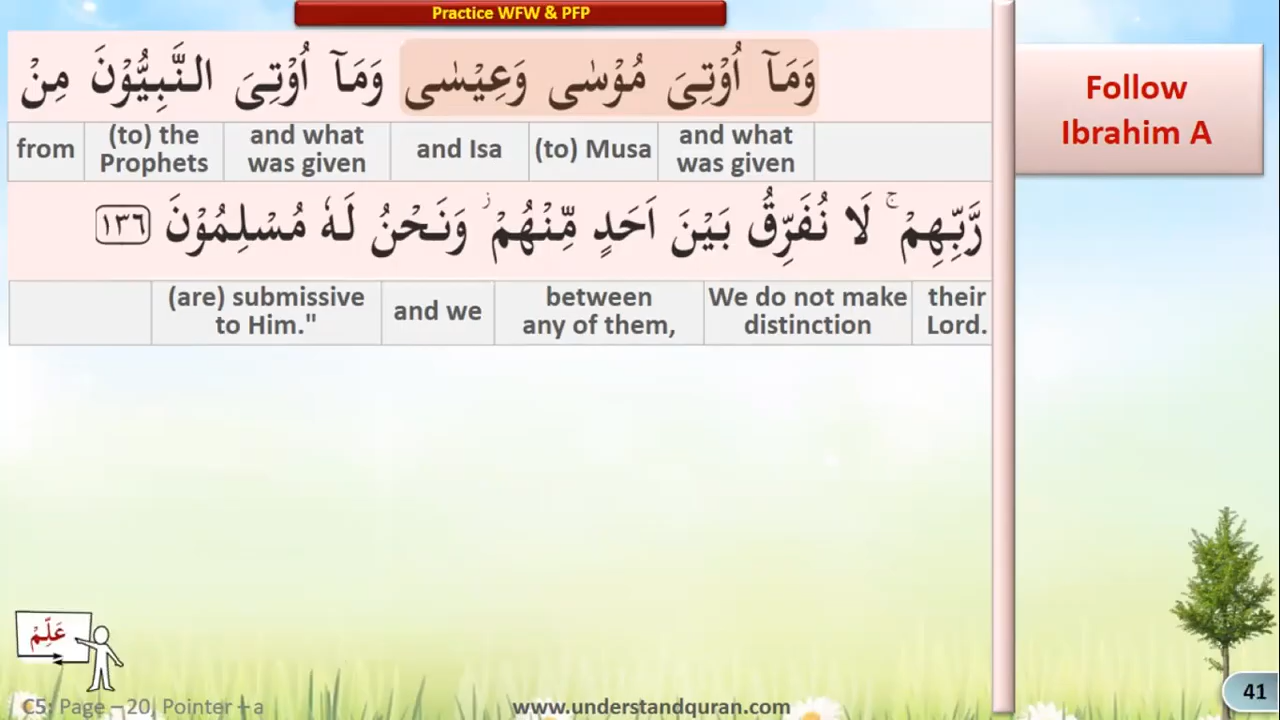 Practice WFW & PFP
وَمَآ اُوْتِىَ مُوْسٰى وَعِيْسٰى وَمَآ اُوْتِىَ النَّبِيُّوْنَ مِنْ
from (to) the Prophets and what was given and Isa (to) Musa and what was given
رَّبِّهِمْ ۚ لَا نُفَرِّقُ بَيْنَ اَحَدٍ مِّنْهُمْ ۡ وَنَحْنُ لَهٗ مُسْلِمُوْنَ ١٣٦
(are) submissive to Him." and we between any of them, We do not make distinction their Lord.
Follow
Ibrahim A
عَلِّمْ
C5: Page – 20, Pointer – a
www.understandquran.com
41